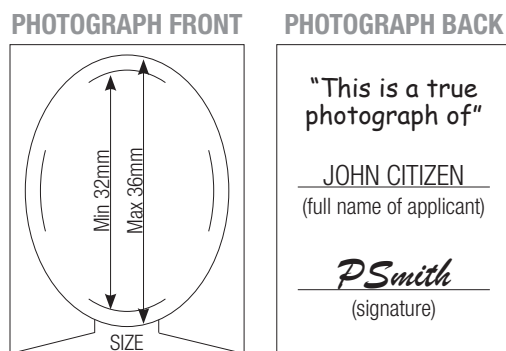 PHOTOGRAPH FRONT
Min 32mm
Max 36mm
SIZE
PHOTOGRAPH BACK
“This is a true
photograph of”
JOHN CITIZEN
(full name of applicant)
PSmith
(signature)